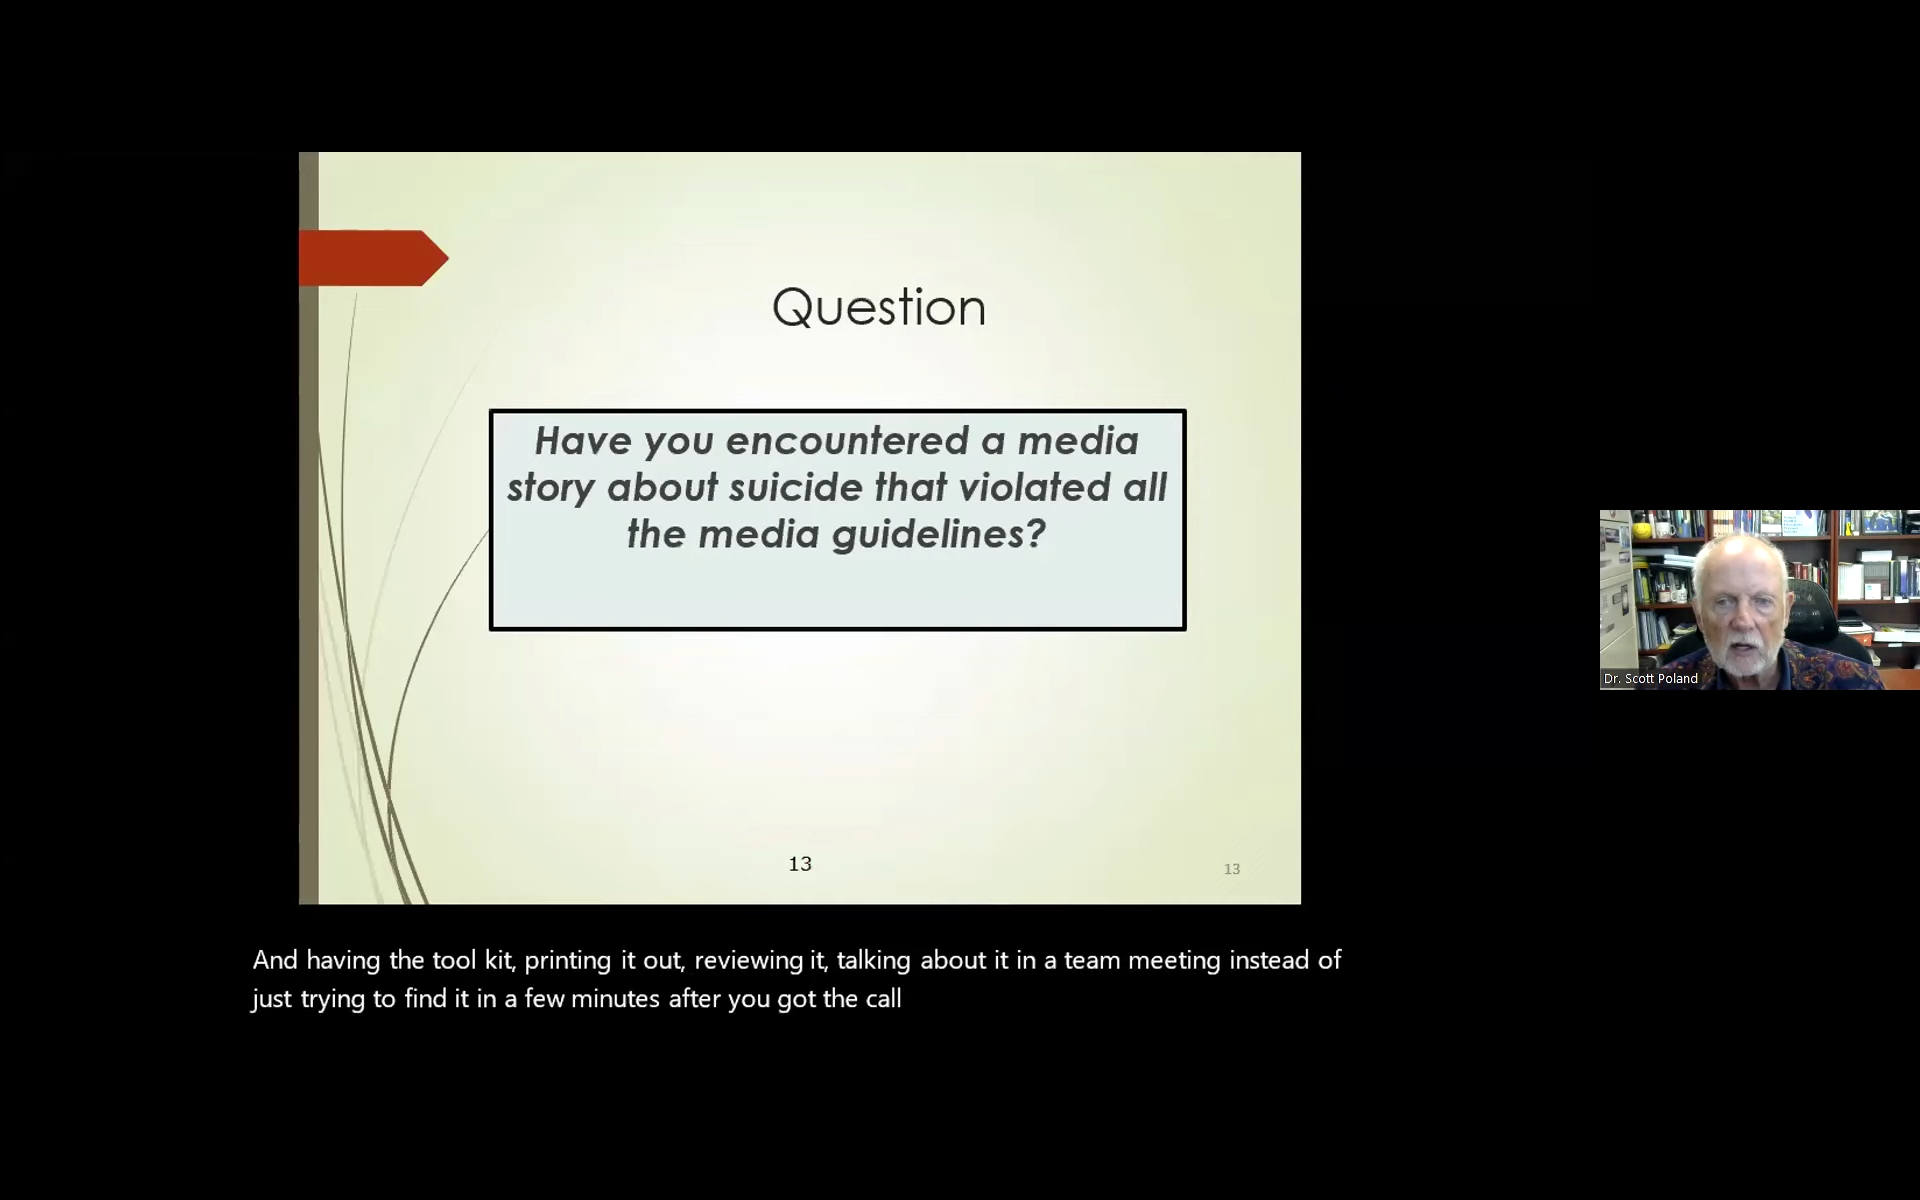 Question
Have you encountered a media
story about suicide that violated all
the media guidelines?
13
13
Dr. Scott Poland
And having the tool kit, printing it out, reviewing it, talking about it in a team meeting instead of
just trying to find it in a few minutes after you got the call